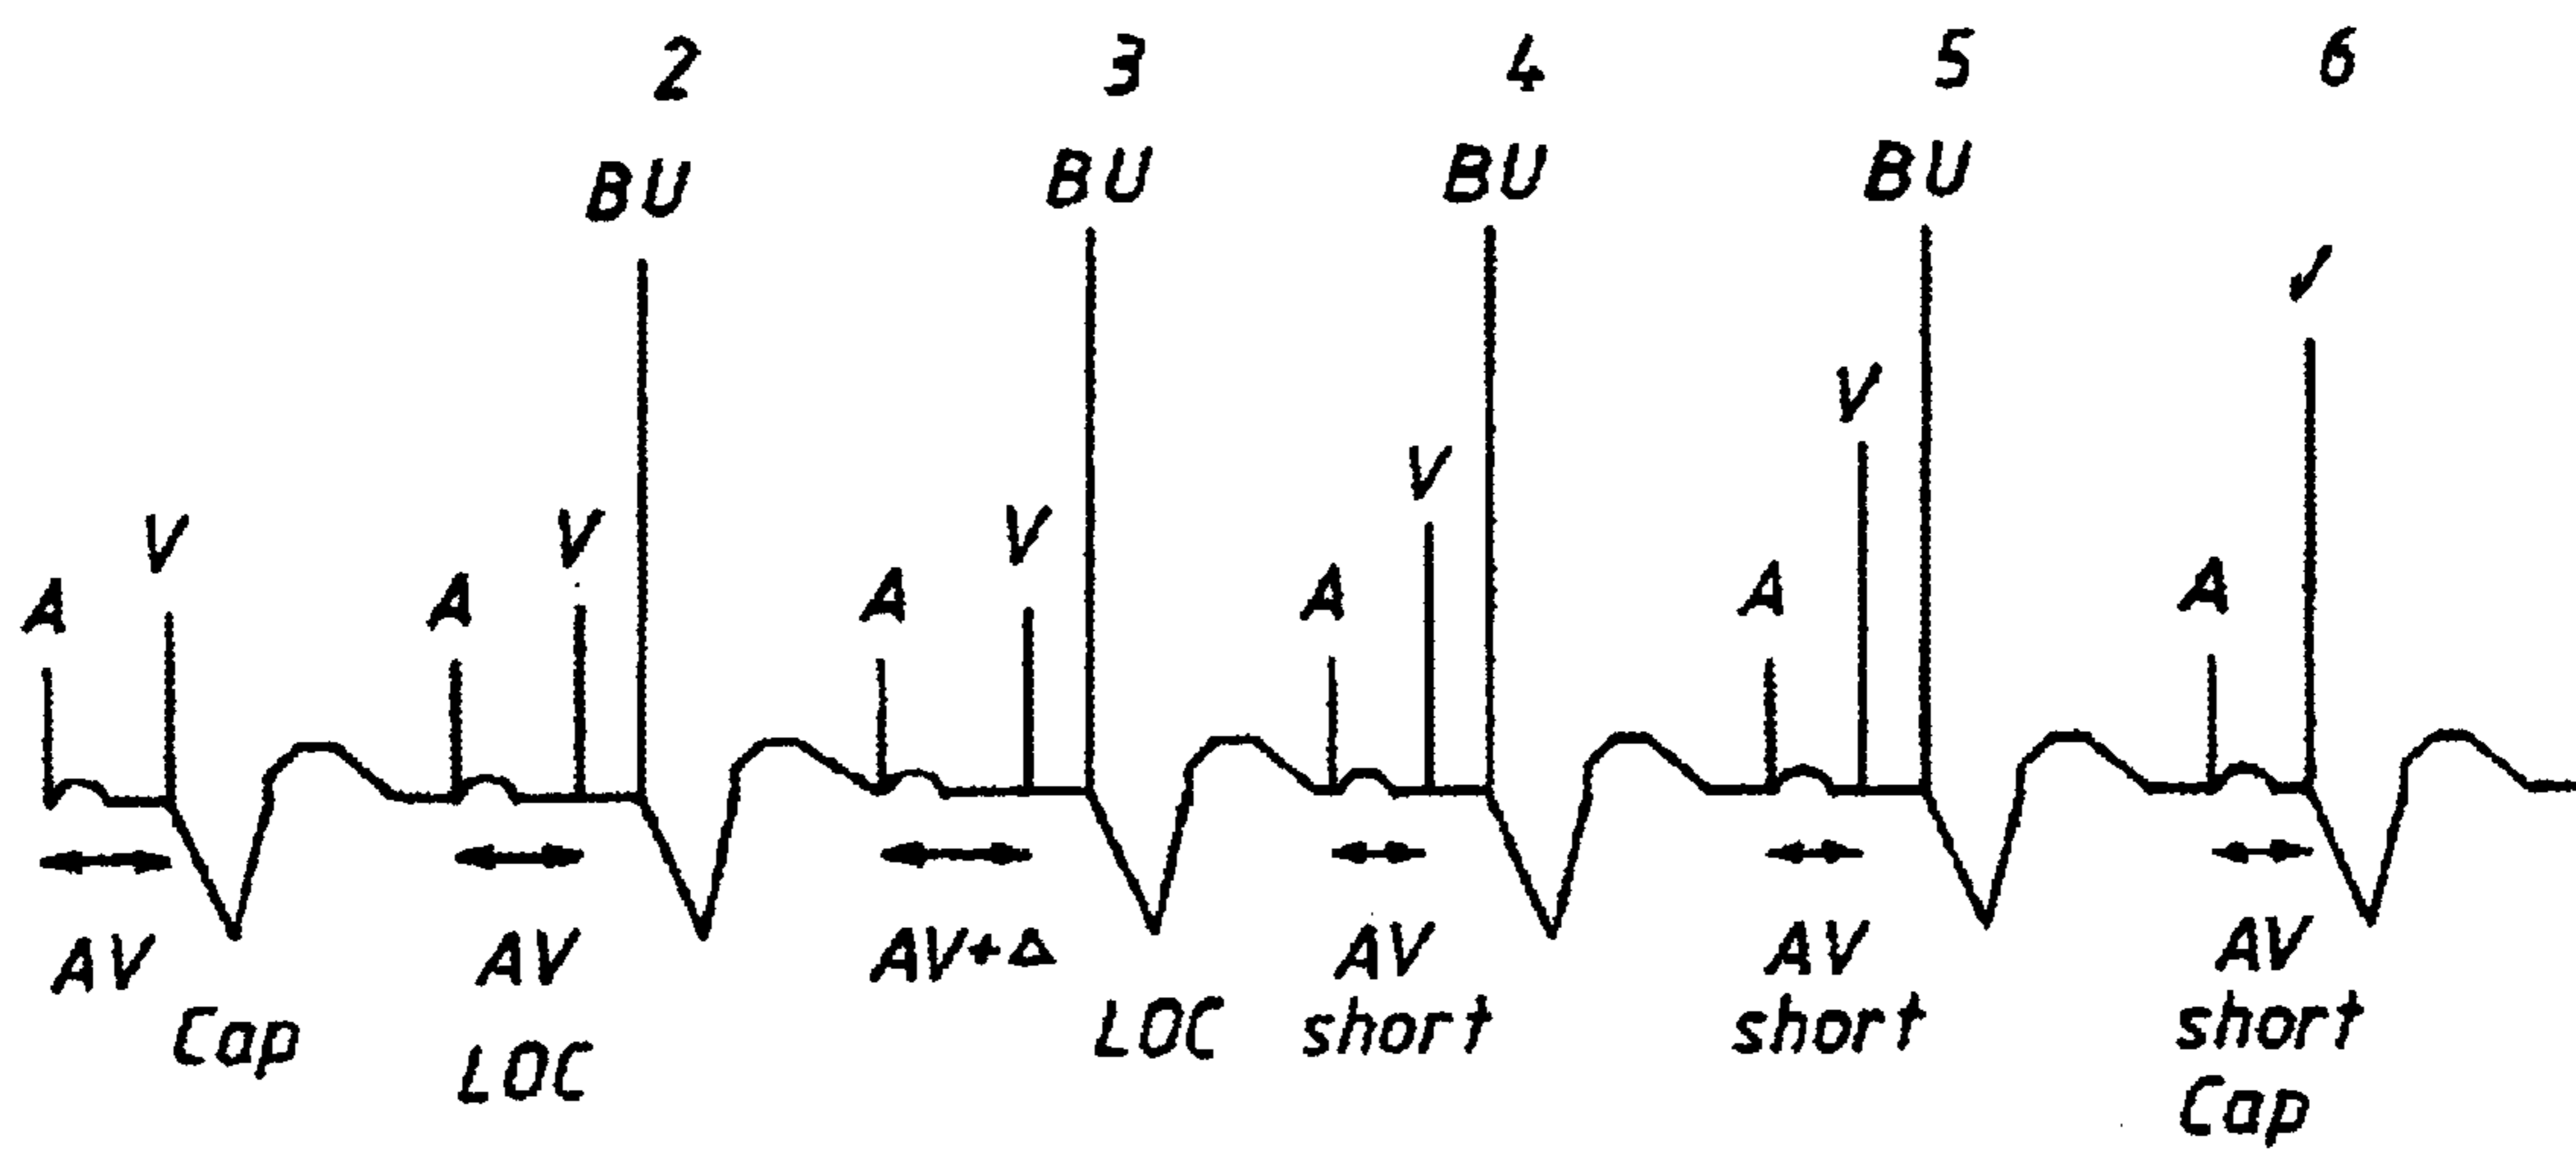 2 3 4 5 6
BU BU BU BU
✓
A V A V A V A V A V A
AV AV AV+Δ AV AV AV
Cap LOC LOC short short short
Cap